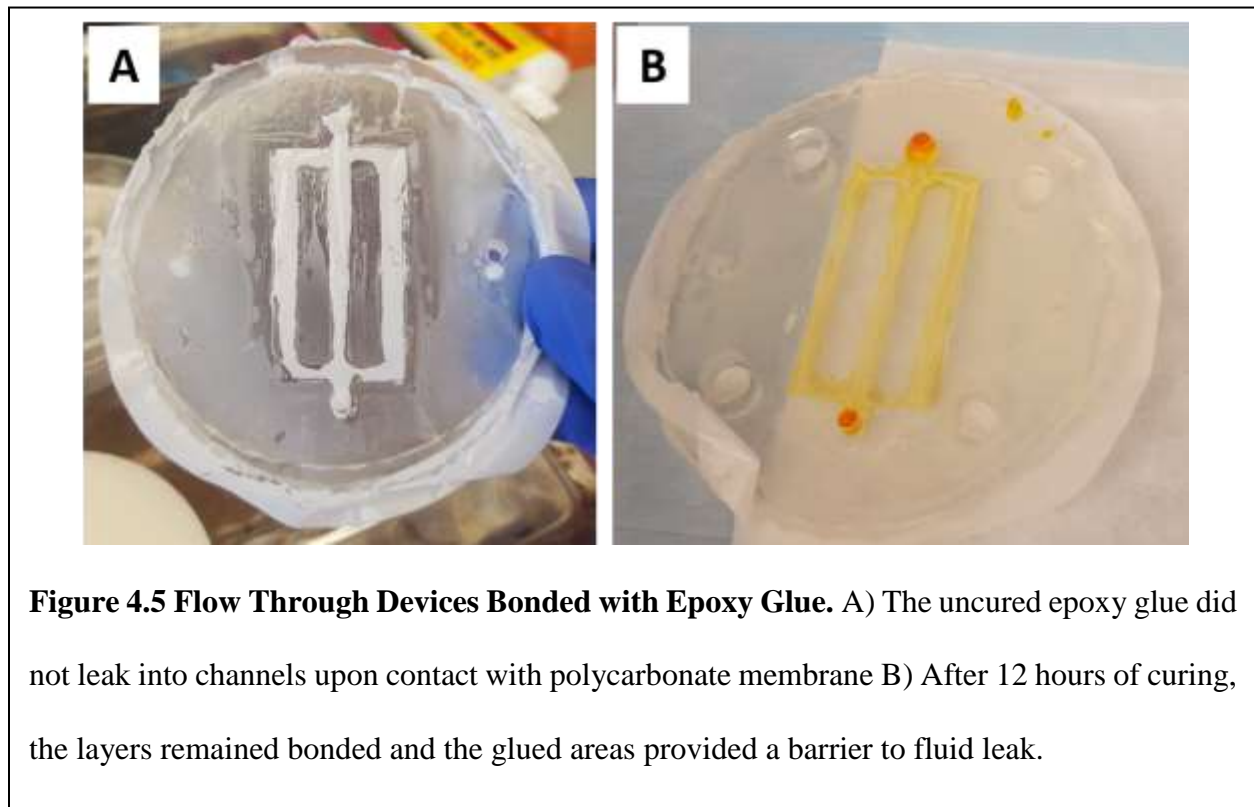 A
B
Figure 4.5 Flow Through Devices Bonded with Epoxy Glue. A) The uncured epoxy glue did
not leak into channels upon contact with polycarbonate membrane B) After 12 hours of curing,
the layers remained bonded and the glued areas provided a barrier to fluid leak.